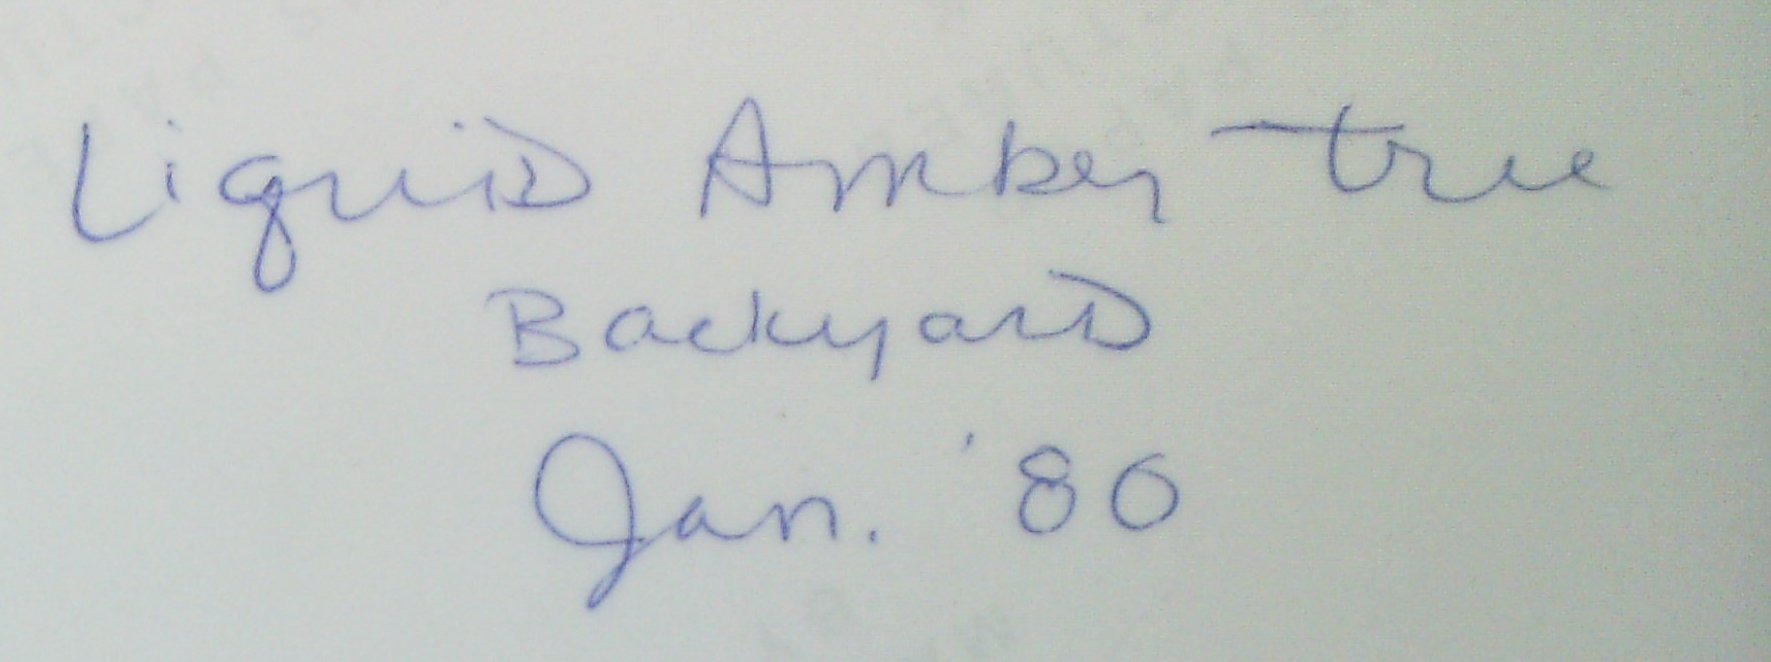 Liquid Amber tree
Backyard
Jan. '80